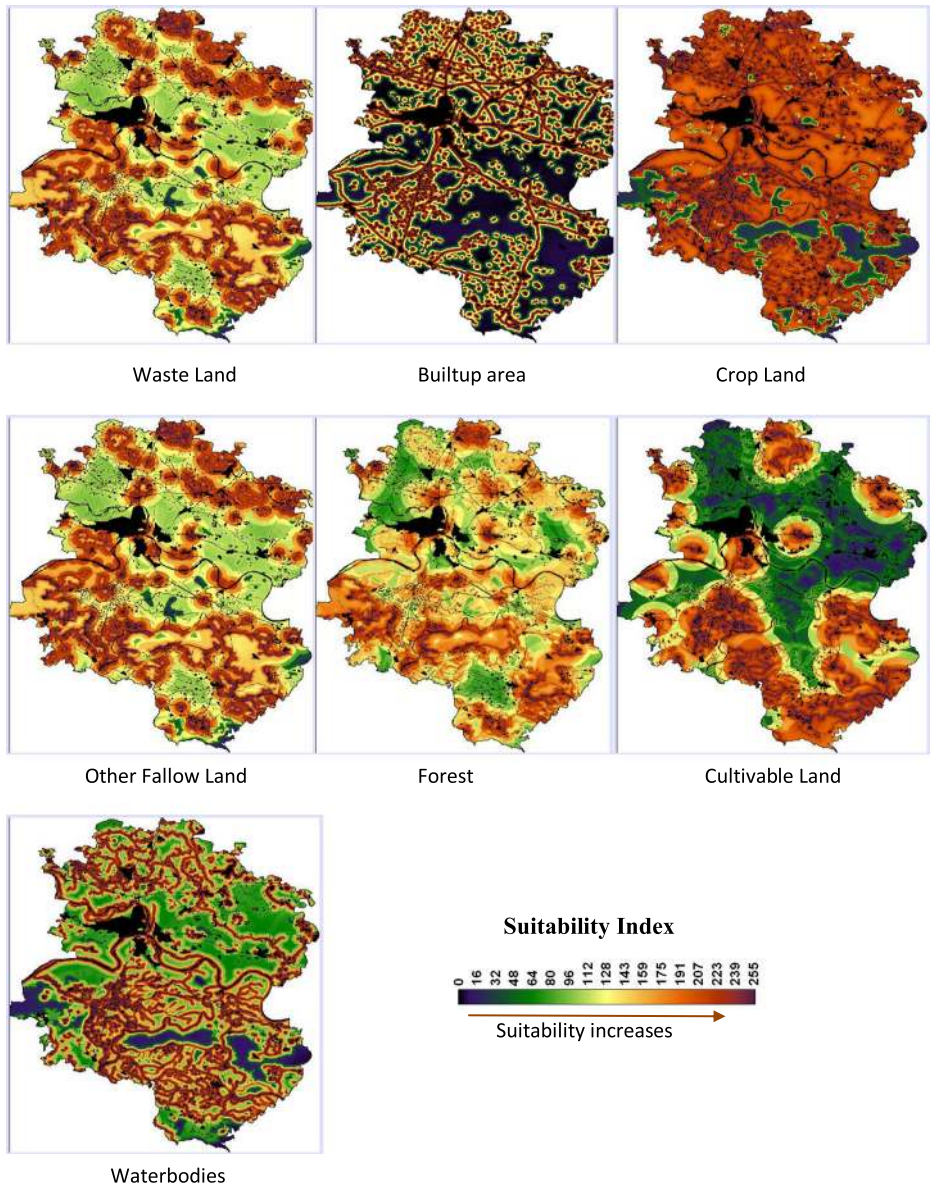 Waste Land
Builtup area
Crop Land
Other Fallow Land
Forest
Cultivable Land
Suitability Index
0
16
32
48
64
80
96
112
128
143
159
175
191
207
223
239
255
Suitability increases
Waterbodies